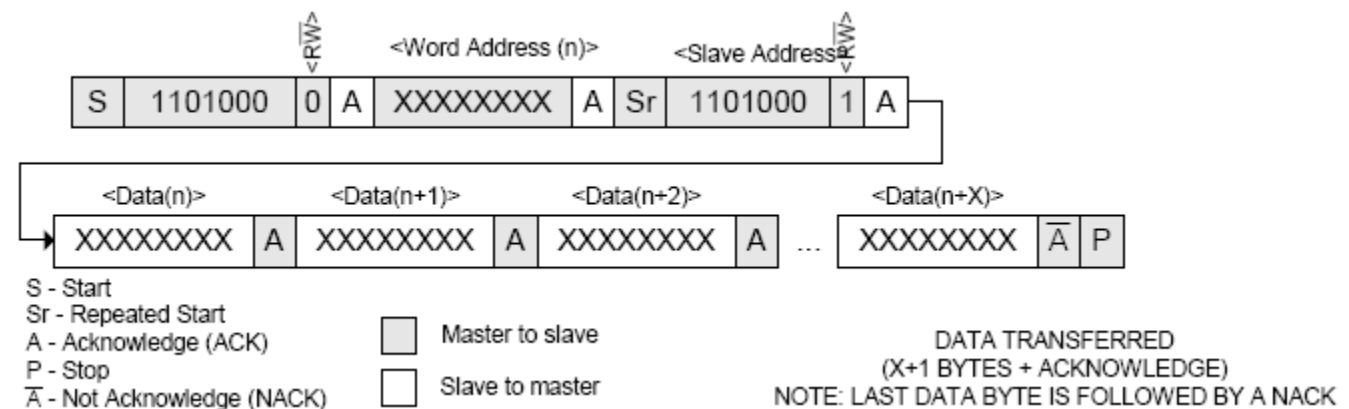 <RW̅> <Word Address (n)> <Slave Address> <RW̅>
S 1101000 0 A XXXXXXXX A Sr 1101000 1 A
<Data(n)> <Data(n+1)> <Data(n+2)> <Data(n+X)>
XXXXXXXX A XXXXXXXX A XXXXXXXX A ... XXXXXXXX A̅ P
S - Start
Sr - Repeated Start
A - Acknowledge (ACK)
P - Stop
A̅ - Not Acknowledge (NACK)
Master to slave
Slave to master
DATA TRANSFERRED
(X+1 BYTES + ACKNOWLEDGE)
NOTE: LAST DATA BYTE IS FOLLOWED BY A NACK